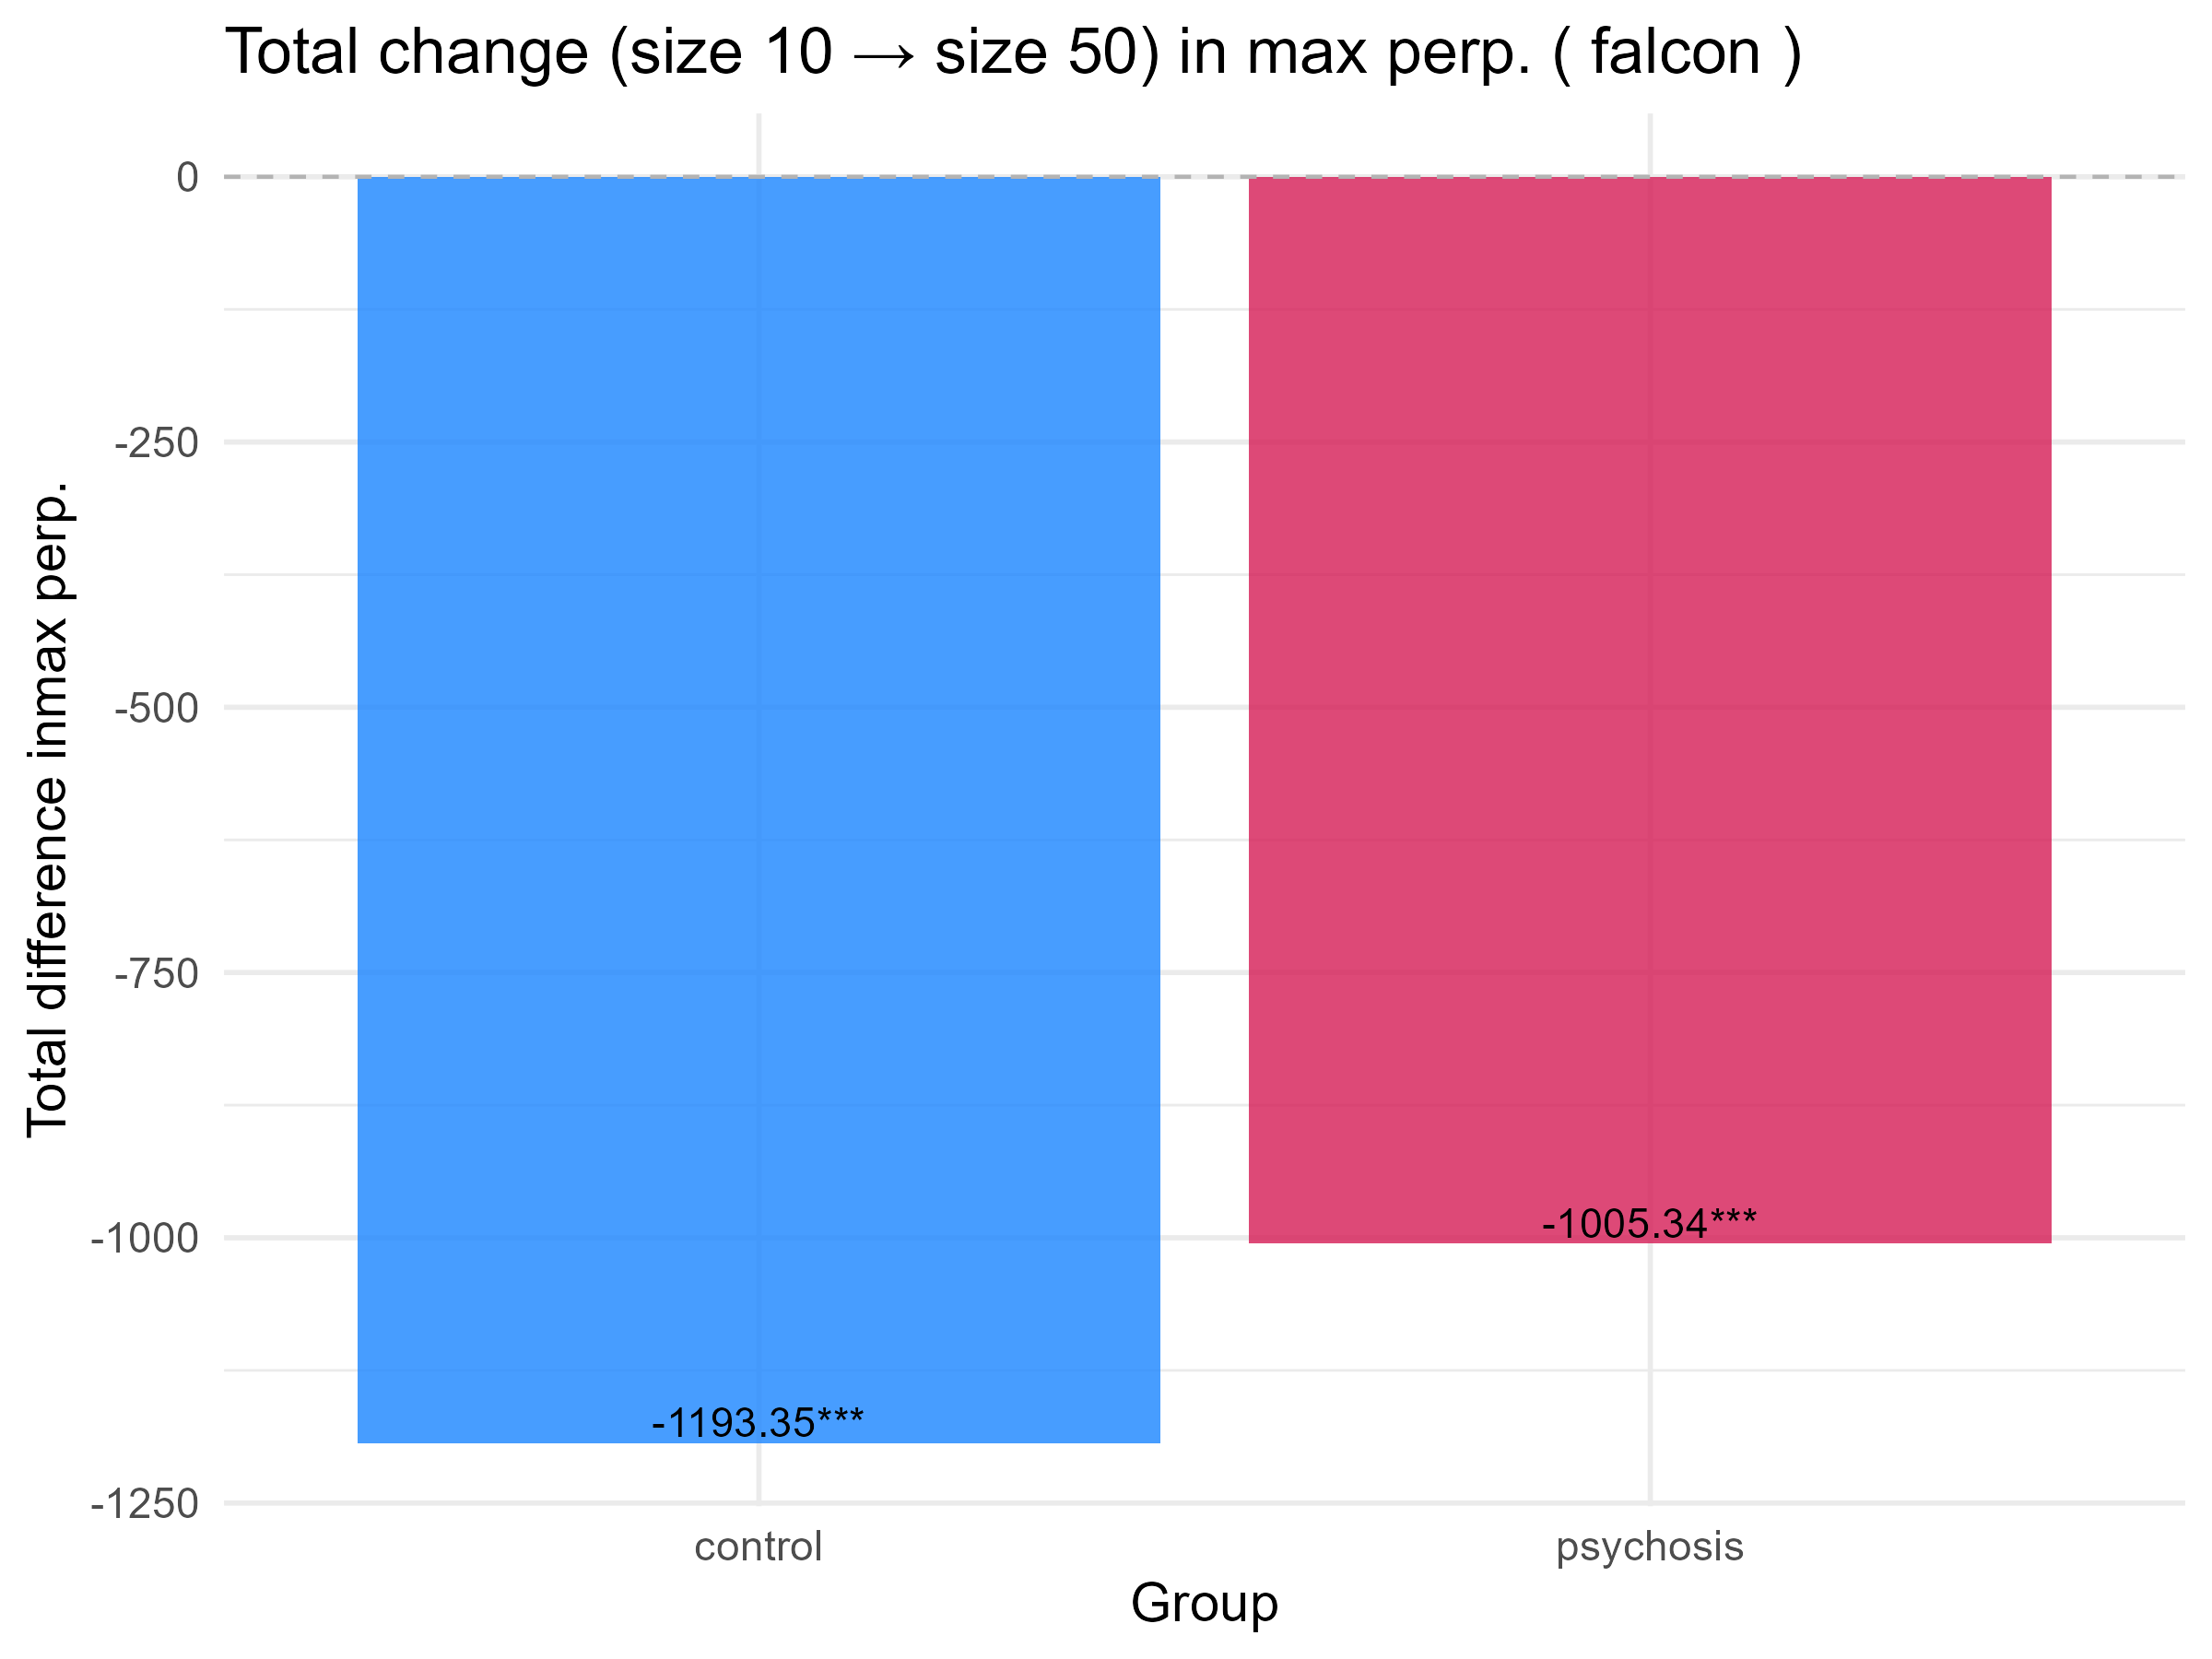 Total change (size 10 → size 50) in max perp. ( falcon )
Total difference inmax perp.
0
-250
-500
-750
-1000
-1250
-1193.35***
-1005.34***
control
psychosis
Group